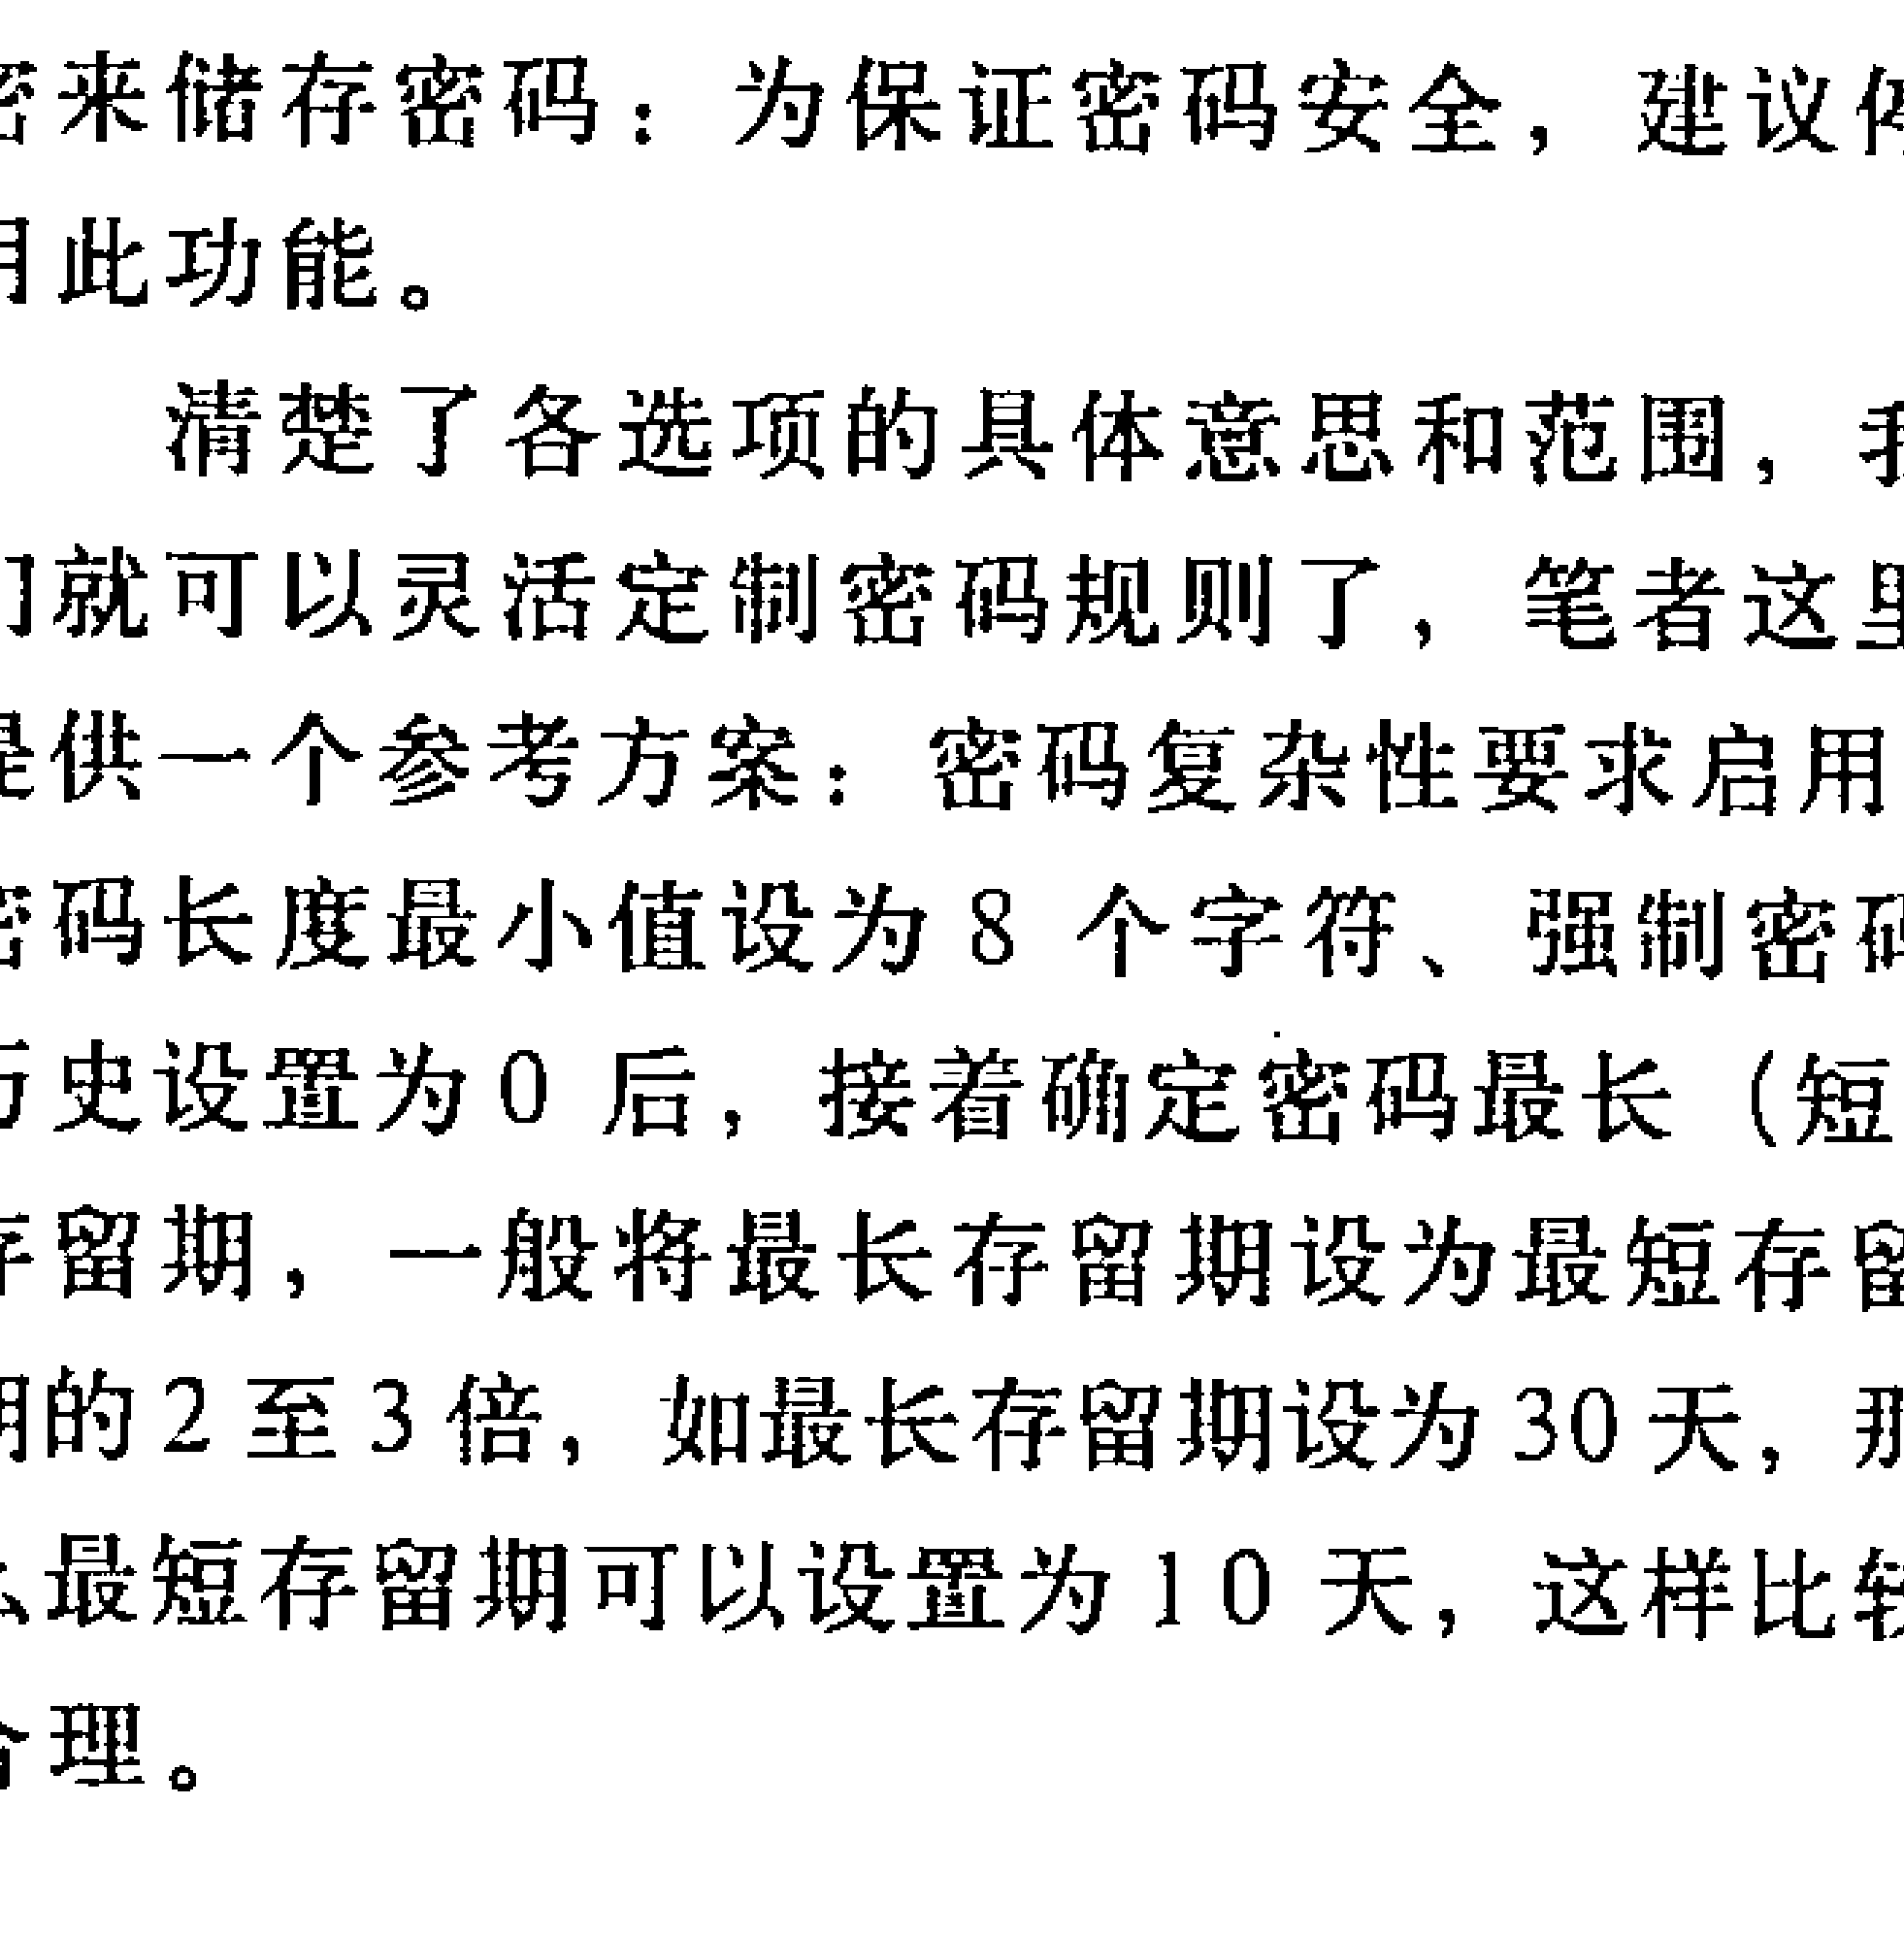 密来储存密码：为保证密码安全，建议停
用此功能。
清楚了各选项的具体意思和范围，我
们就可以灵活定制密码规则了，笔者这里
提供一个参考方案：密码复杂性要求启用
密码长度最小值设为8个字符、强制密码
历史设置为0后，接着确定密码最长（短
存留期，一般将最长存留期设为最短存留
期的2至3倍，如最长存留期设为30天，那
么最短存留期可以设置为10天，这样比较
合理。